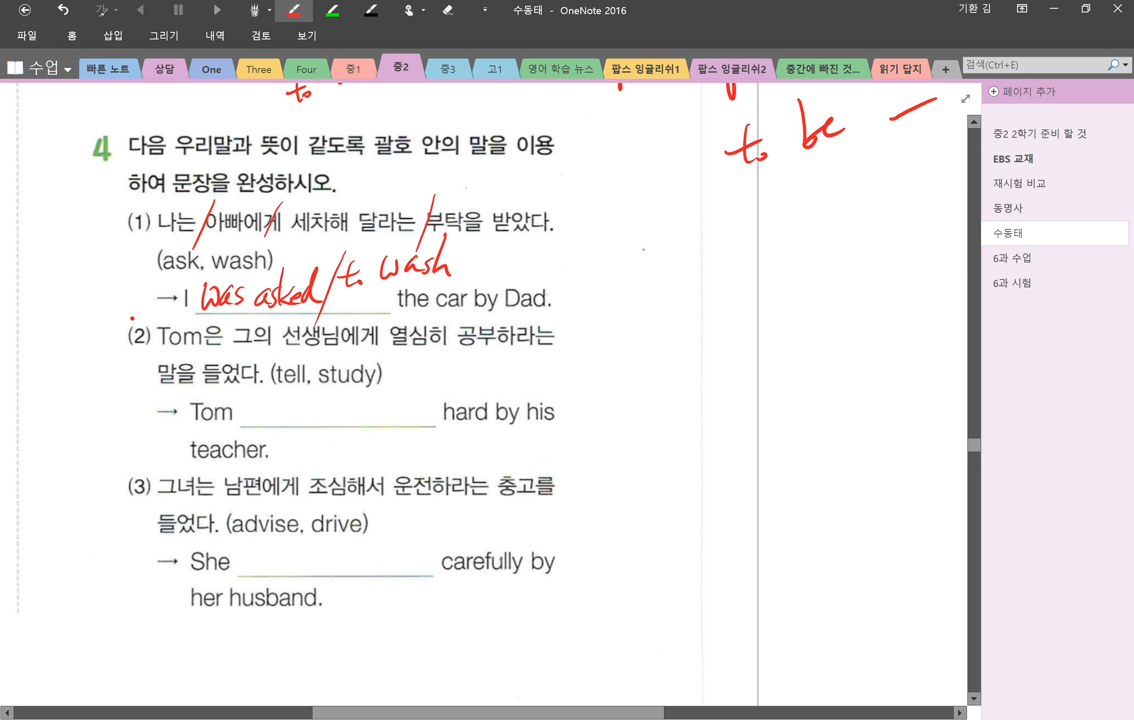 수동태 - OneNote 2016
기환 김
파일 홈 삽입 그리기 내역 검토 보기
수업 빠른 노트 상담 One Three Four 중1 중2 중3 고1 영어 학습 뉴스 팝스 잉글리쉬1 팝스 잉글리쉬2 중간에 빠진 것... 읽기 답지 +
검색(Ctrl+E)
페이지 추가
중2 2학기 준비 할 것
EBS 교재
재시험 비교
동명사
수동태
6과 수업
6과 시험
to
to be
4 다음 우리말과 뜻이 같도록 괄호 안의 말을 이용
하여 문장을 완성하시오.
(1) 나는 아빠에게 세차해 달라는 부탁을 받았다.
(ask, wash)
→ I was asked / to wash the car by Dad.
(2) Tom은 그의 선생님에게 열심히 공부하라는
말을 들었다. (tell, study)
→ Tom hard by his
teacher.
(3) 그녀는 남편에게 조심해서 운전하라는 충고를
들었다. (advise, drive)
→ She carefully by
her husband.